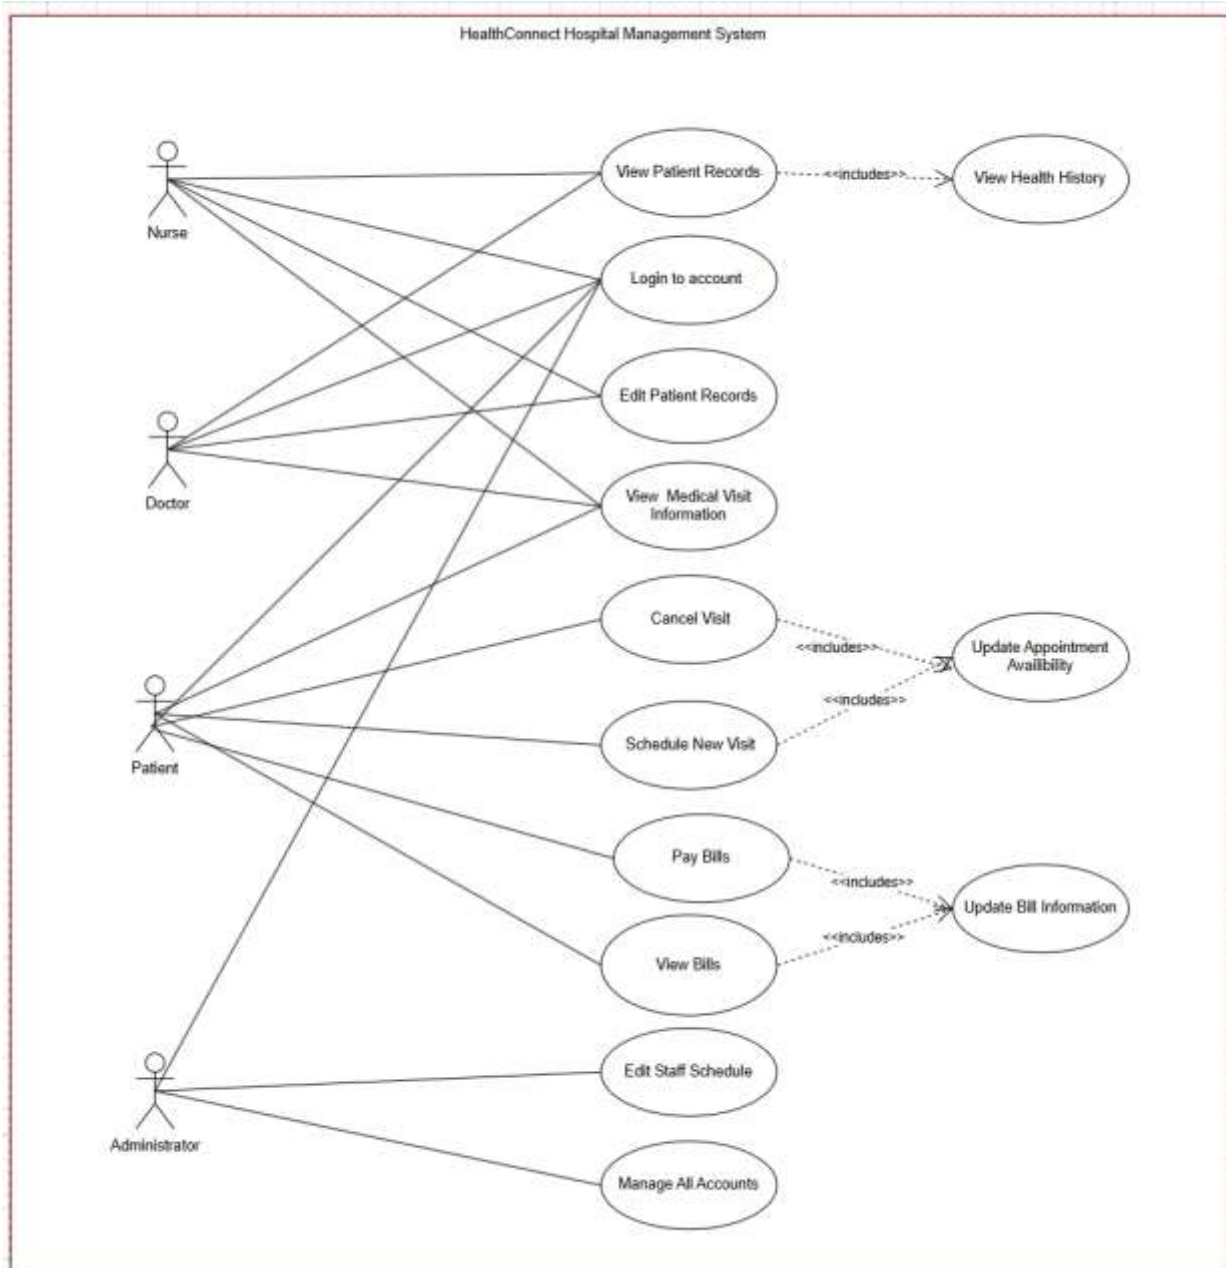 HealthConnect Hospital Management System
Nurse
View Patient Records
<<includes>>
View Health History
Login to account
Edit Patient Records
Doctor
View Medical Visit
Information
Cancel Visit
<<includes>>
Update Appointment
Availibility
<<includes>>
Schedule New Visit
Patient
Pay Bills
<<includes>>
Update Bill Information
<<includes>>
View Bills
Edit Staff Schedule
Administrator
Manage All Accounts